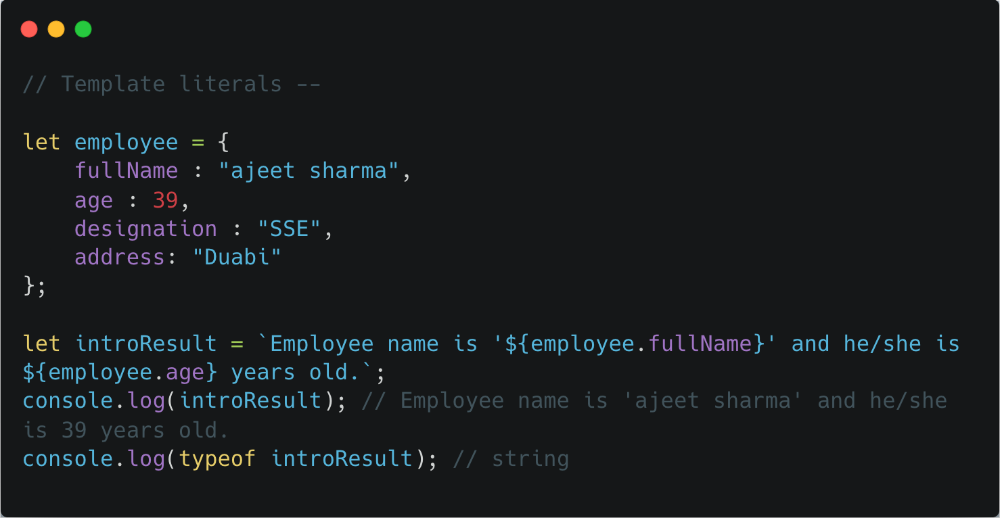 // Template literals --
let employee = {
    fullName : "ajeet sharma",
    age : 39,
    designation : "SSE",
    address: "Duabi"
};
let introResult = `Employee name is '${employee.fullName}' and he/she is
${employee.age} years old.`;
console.log(introResult); // Employee name is 'ajeet sharma' and he/she
is 39 years old.
console.log(typeof introResult); // string